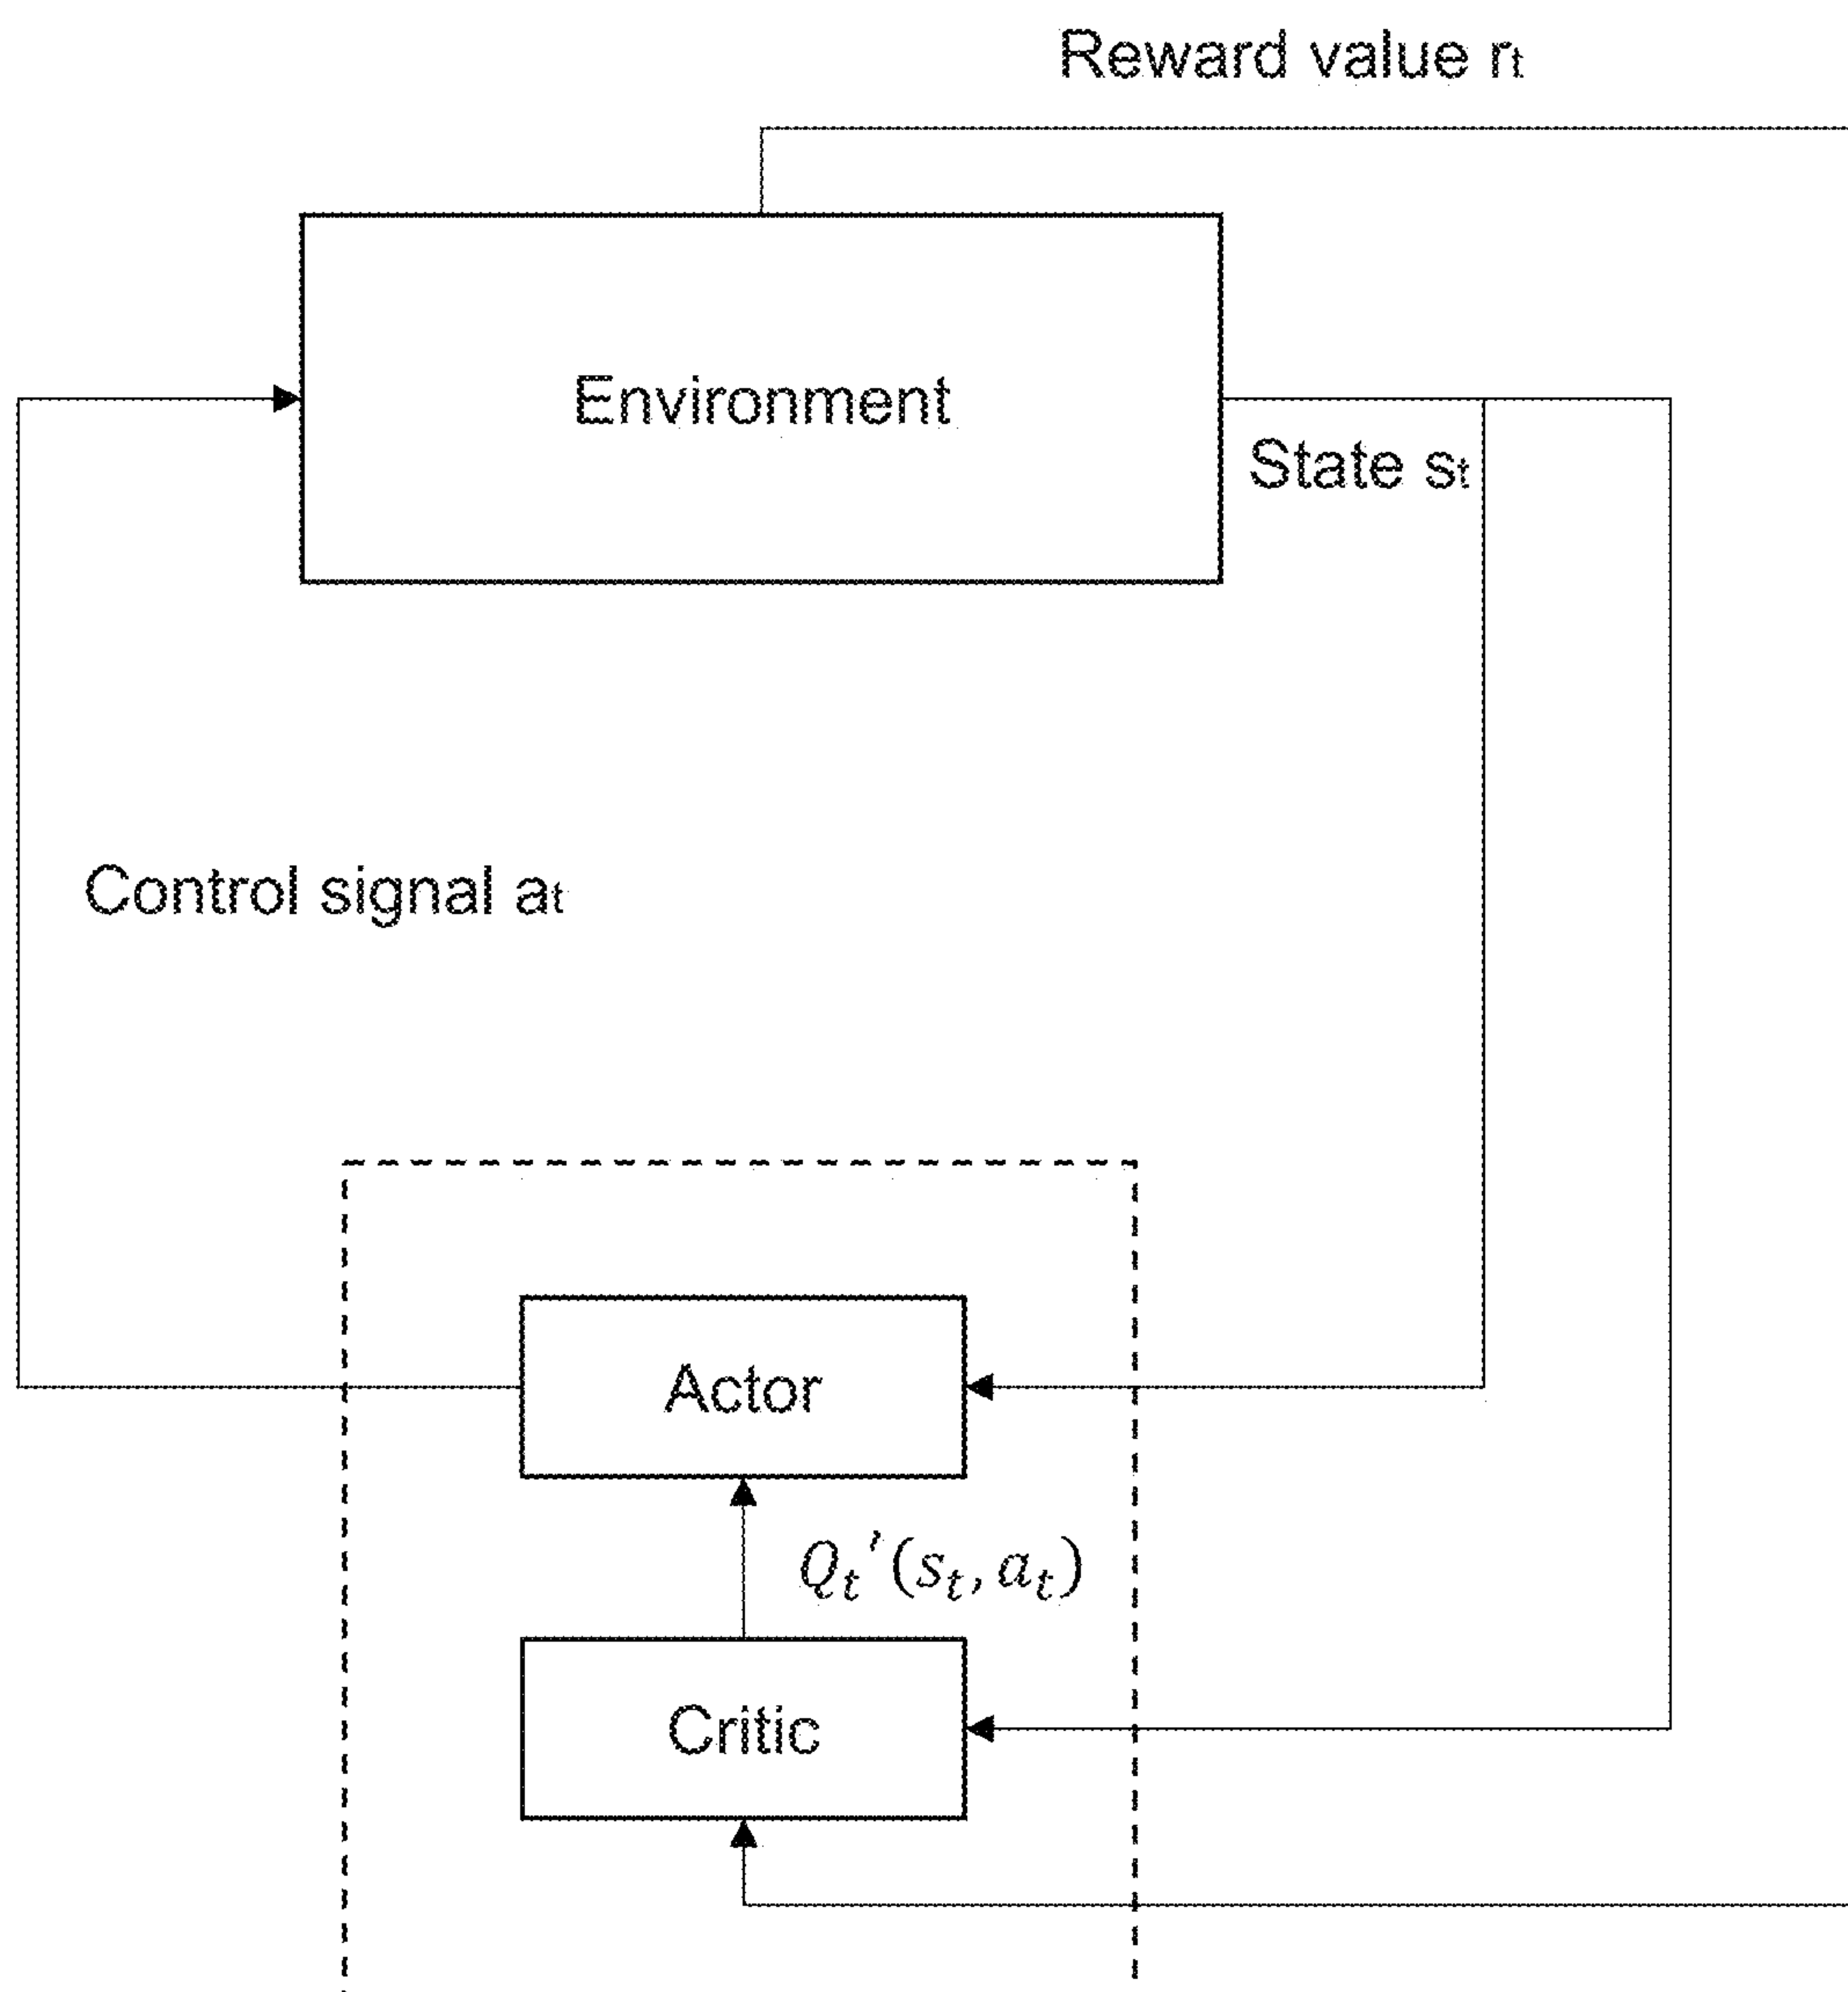 Reward value rt
Environment
State st
Control signal at
Actor
Qt′(st, at)
Critic